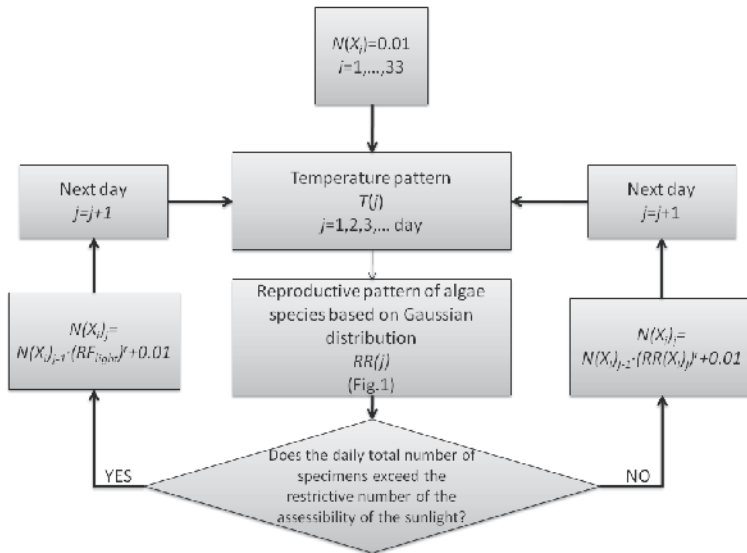 N(Xᵢ)=0.01
i=1,...,33
Next day
j=j+1
Temperature pattern
T(j)
j=1,2,3,... day
Next day
j=j+1
N(Xᵢ)ⱼ=
N(Xᵢ)ⱼ₋₁·(RF_light)ʳ+0.01
Reproductive pattern of algae
species based on Gaussian
distribution
RR(j)
(Fig.1)
N(Xᵢ)ⱼ=
(RR(Xᵢ)ⱼ)ʳ+0.01
YES
Does the daily total number of
specimens exceed the
restrictive number of the
assessibility of the sunlight?
NO